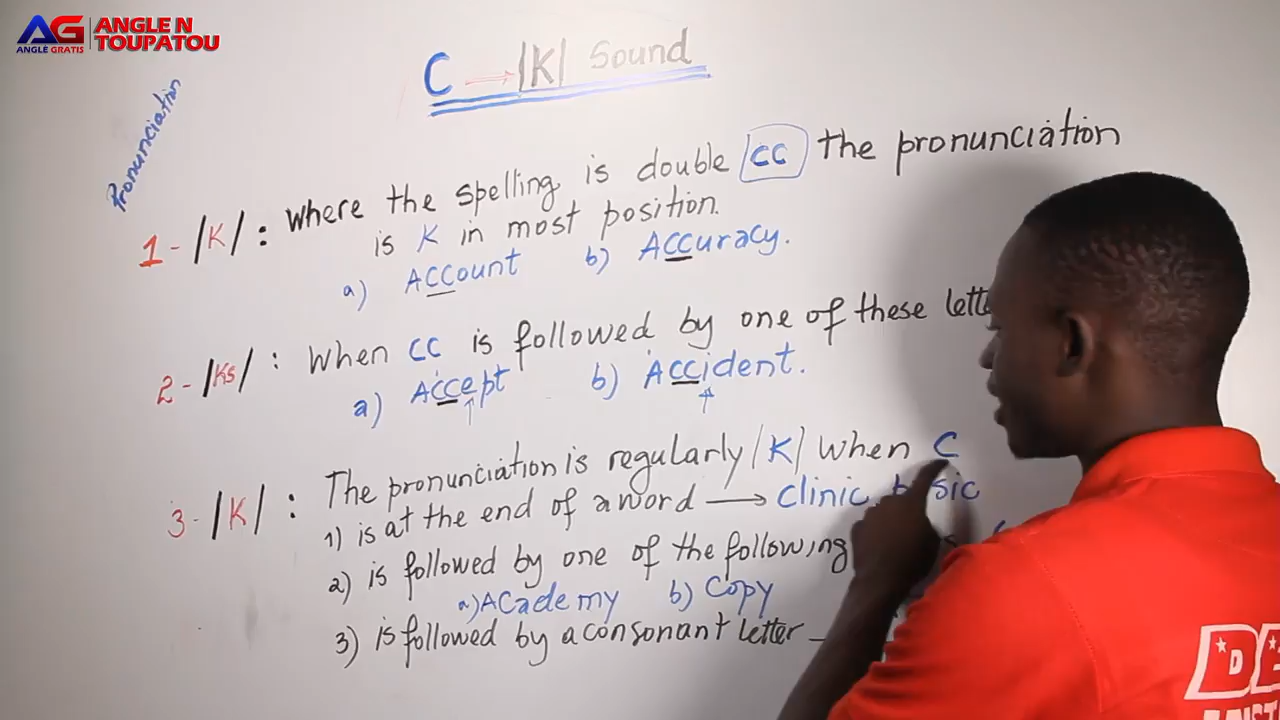 AG
ANGLÈ GRATIS
ANGLE N
TOUPATOU
Pronunciation
C → |K| Sound
1- /K/ : Where the spelling is double cc the pronunciation
is K in most position.
a) ACCount b) ACCuracy.
2- /Ks/ : When CC is followed by one of these
a) Accept b) Accident.
3- /K/ : The pronunciation is regularly /K/ When C
1) is at the end of a word → Clinic, basic
2) is followed by one of the following
a) ACademy b) Copy
3) is followed by a consonant letter